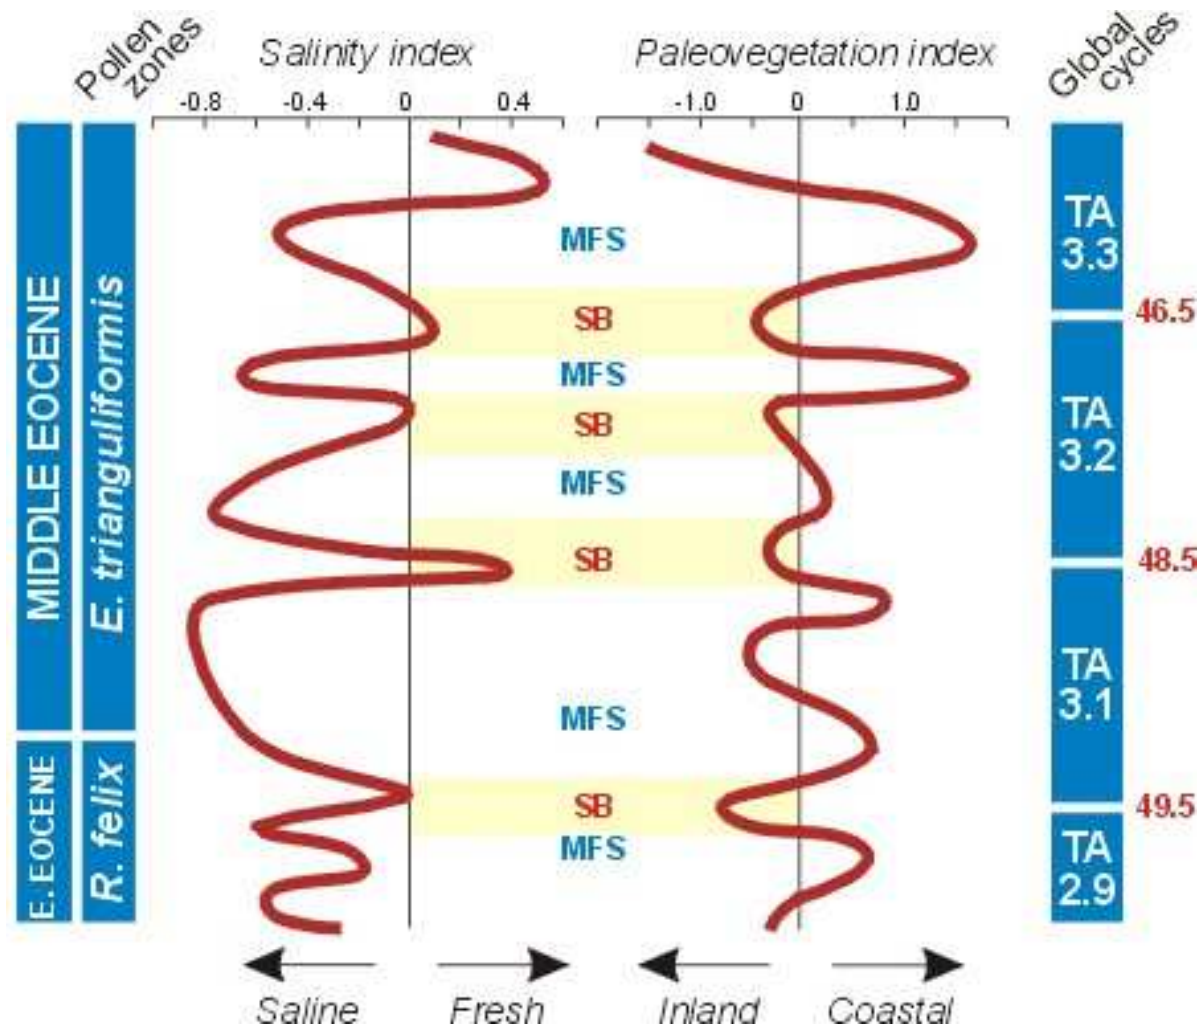 Pollen
zones
Salinity index
Paleovegetation index
Global
cycles
-0.8 -0.4 0 0.4
-1.0 0 1.0
MIDDLE EOCENE
E. EOCENE
E. trianguliformis
R. felix
MFS
SB
MFS
SB
MFS
SB
MFS
SB
MFS
TA
3.3
46.5
TA
3.2
48.5
TA
3.1
49.5
TA
2.9
Saline Fresh
Inland Coastal